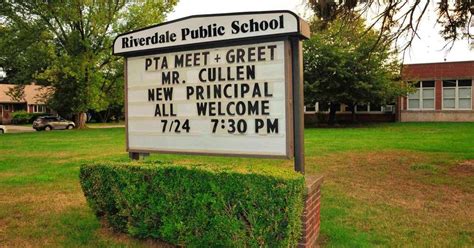 Riverdale Public School
PTA MEET + GREET
MR. CULLEN
NEW PRINCIPAL
ALL WELCOME
7/24 7:30 PM